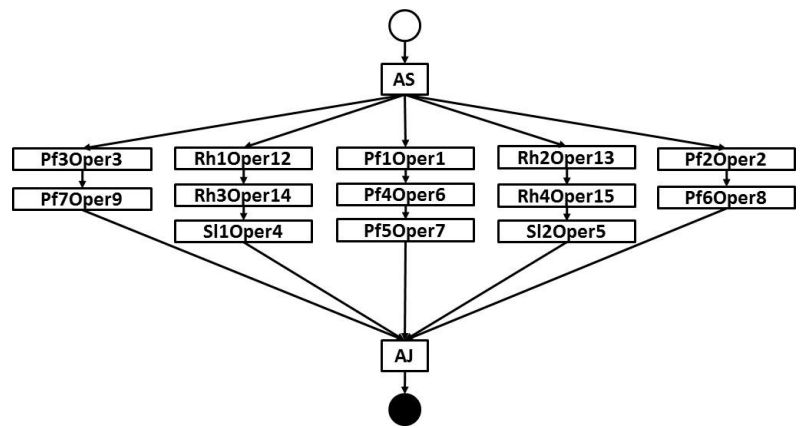 AS
Pf3Oper3
Rh1Oper12
Pf1Oper1
Rh2Oper13
Pf2Oper2
Pf7Oper9
Rh3Oper14
Pf4Oper6
Rh4Oper15
Pf6Oper8
Sl1Oper4
Pf5Oper7
Sl2Oper5
AJ